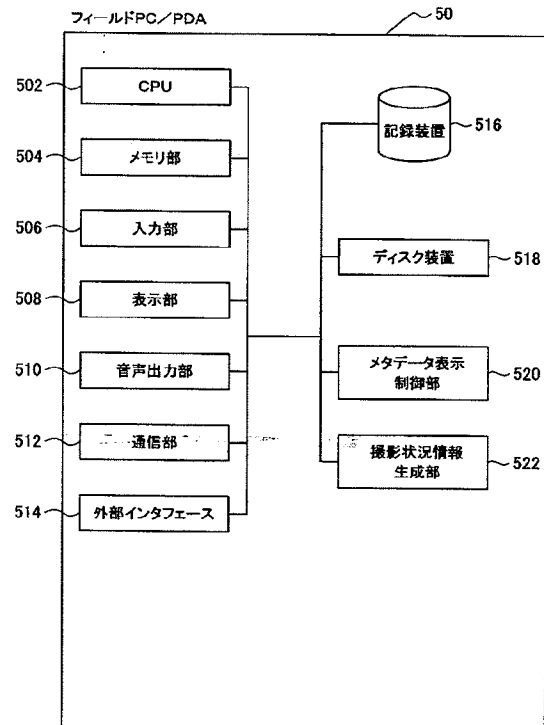 フィールドPC／PDA
50
502
CPU
504
メモリ部
506
入力部
508
表示部
510
音声出力部
512
通信部
514
外部インタフェース
記録装置
516
ディスク装置
518
メタデータ表示
制御部
520
撮影状況情報
生成部
522